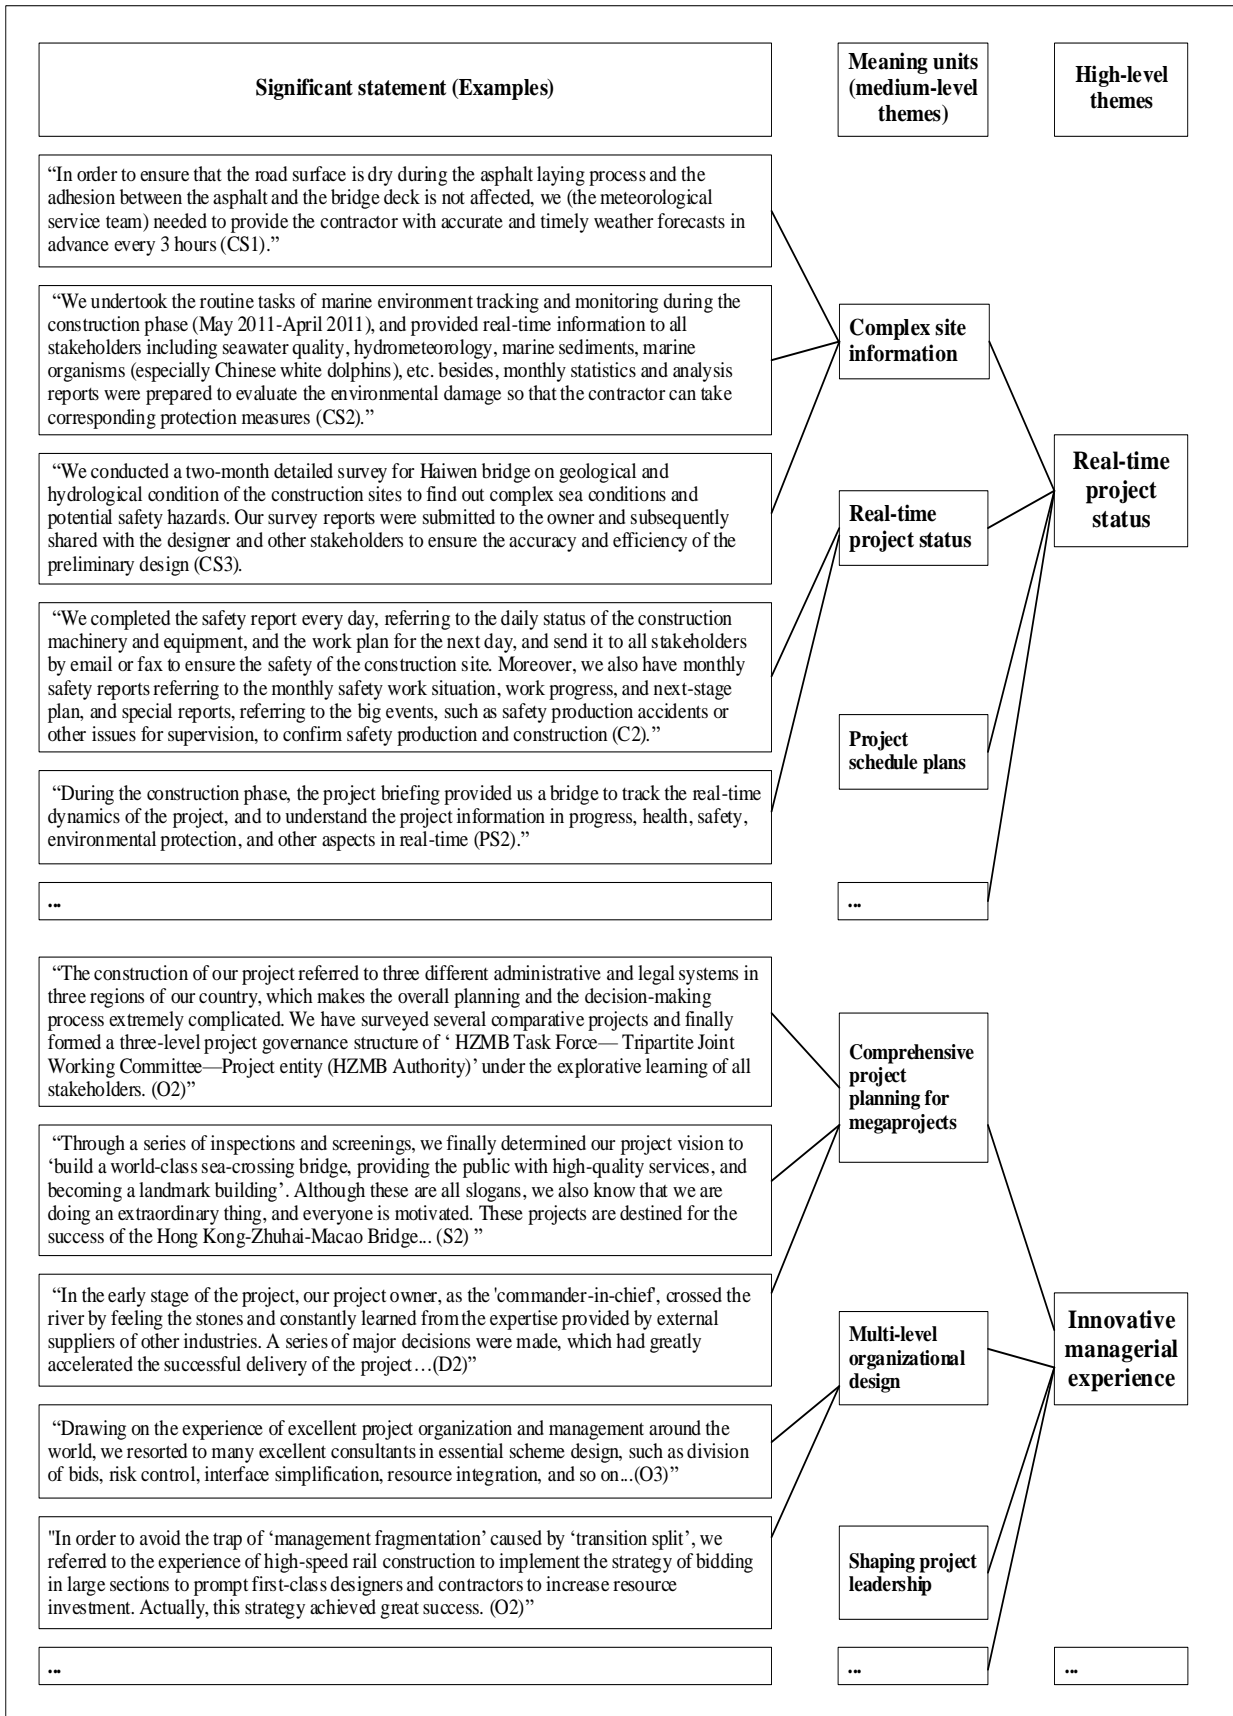 Significant statement (Examples)
Meaning units
(medium-level
themes)
High-level
themes
“In order to ensure that the road surface is dry during the asphalt laying process and the
adhesion between the asphalt and the bridge deck is not affected, we (the meteorological
service team) needed to provide the contractor with accurate and timely weather forecasts in
advance every 3 hours (CS1).”
“We undertook the routine tasks of marine environment tracking and monitoring during the
construction phase (May 2011-April 2011), and provided real-time information to all
stakeholders including seawater quality, hydrometeorology, marine sediments, marine
organisms (especially Chinese white dolphins), etc. besides, monthly statistics and analysis
reports were prepared to evaluate the environmental damage so that the contractor can take
corresponding protection measures (CS2).”
“We conducted a two-month detailed survey for Haiwen bridge on geological and
hydrological condition of the construction sites to find out complex sea conditions and
potential safety hazards. Our survey reports were submitted to the owner and subsequently
shared with the designer and other stakeholders to ensure the accuracy and efficiency of the
preliminary design (CS3).
“We completed the safety report every day, referring to the daily status of the construction
machinery and equipment, and the work plan for the next day, and send it to all stakeholders
by email or fax to ensure the safety of the construction site. Moreover, we also have monthly
safety reports referring to the monthly safety work situation, work progress, and next-stage
plan, and special reports, referring to the big events, such as safety production accidents or
other issues for supervision, to confirm safety production and construction (C2).”
“During the construction phase, the project briefing provided us a bridge to track the real-time
dynamics of the project, and to understand the project information in progress, health, safety,
environmental protection, and other aspects in real-time (PS2).”
...
Complex site
information
Real-time
project status
Project
schedule plans
...
Real-time
project
status
“The construction of our project referred to three different administrative and legal systems in
three regions of our country, which makes the overall planning and the decision-making
process extremely complicated. We have surveyed several comparative projects and finally
formed a three-level project governance structure of ‘ HZMB Task Force— Tripartite Joint
Working Committee—Project entity (HZMB Authority)’ under the explorative learning of all
stakeholders. (O2)”
“Through a series of inspections and screenings, we finally determined our project vision to
‘build a world-class sea-crossing bridge, providing the public with high-quality services, and
becoming a landmark building’. Although these are all slogans, we also know that we are
doing an extraordinary thing, and everyone is motivated. These projects are destined for the
success of the Hong Kong-Zhuhai-Macao Bridge... (S2) ”
“In the early stage of the project, our project owner, as the 'commander-in-chief', crossed the
river by feeling the stones and constantly learned from the expertise provided by external
suppliers of other industries. A series of major decisions were made, which had greatly
accelerated the successful delivery of the project…(D2)”
“Drawing on the experience of excellent project organization and management around the
world, we resorted to many excellent consultants in essential scheme design, such as division
of bids, risk control, interface simplification, resource integration, and so on...(O3)”
"In order to avoid the trap of ‘management fragmentation’ caused by ‘transition split’, we
referred to the experience of high-speed rail construction to implement the strategy of bidding
in large sections to prompt first-class designers and contractors to increase resource
investment. Actually, this strategy achieved great success. (O2)”
...
Comprehensive
project
planning for
megaprojects
Multi-level
organizational
design
Shaping project
leadership
...
Innovative
managerial
experience
...